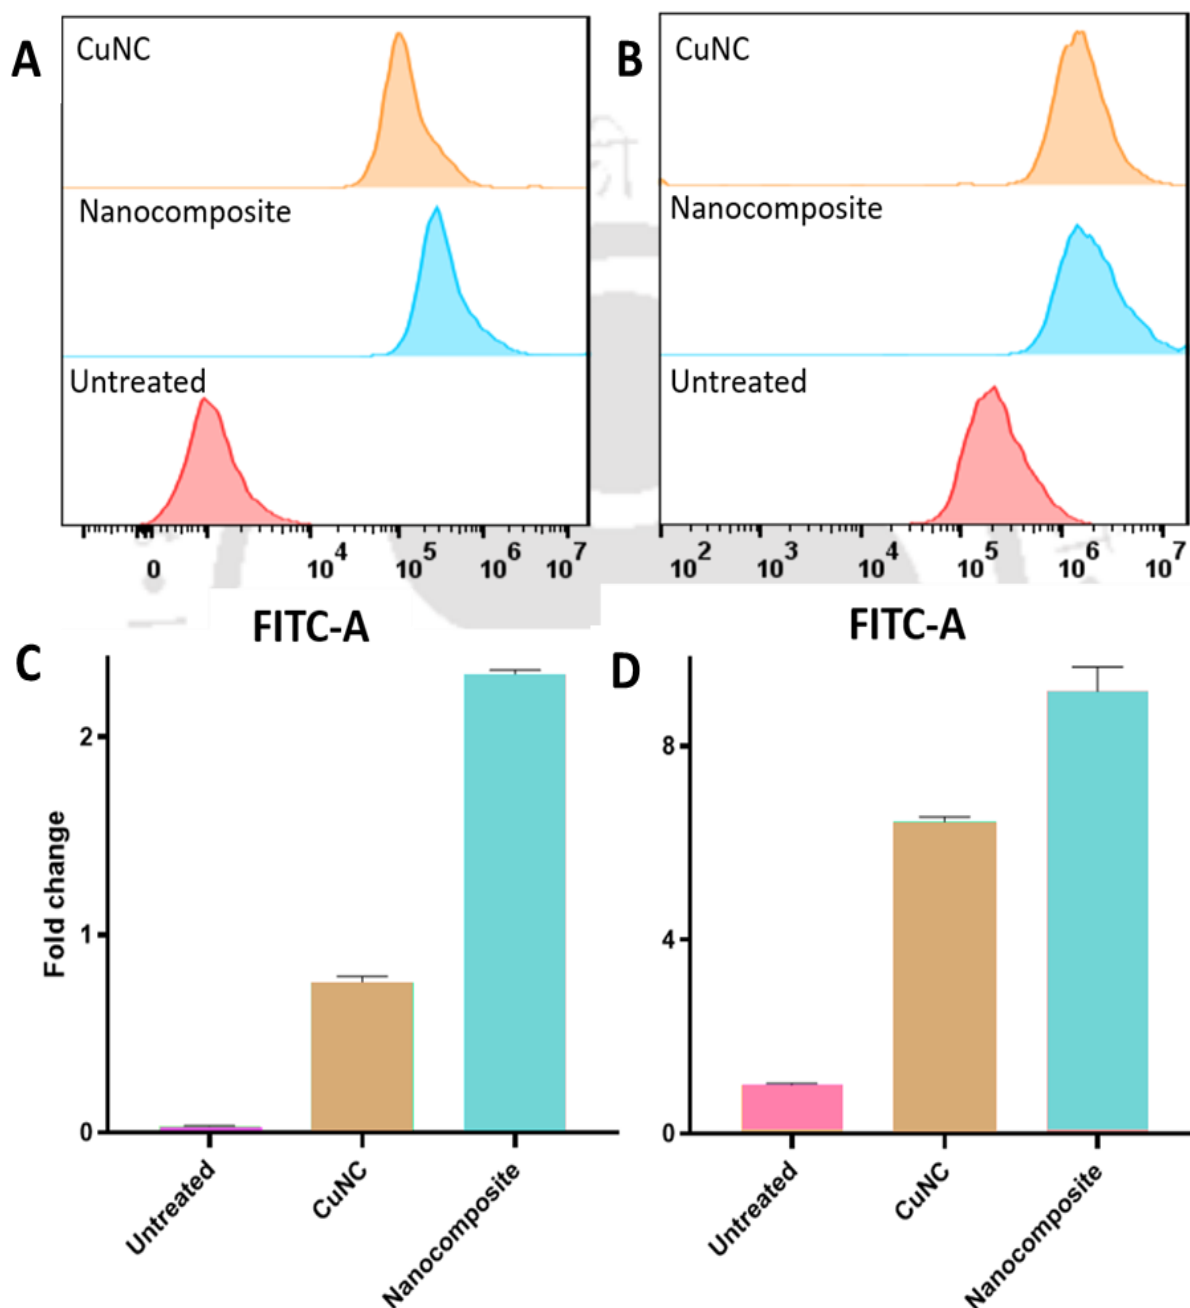 A
CuNC
Nanocomposite
Untreated
0 10^4 10^5 10^6 10^7
FITC-A
B
CuNC
Nanocomposite
Untreated
10^2 10^3 10^4 10^5 10^6 10^7
FITC-A
C
Fold change
2
1
0
Untreated
CuNC
Nanocomposite
D
8
4
0
Untreated
CuNC
Nanocomposite